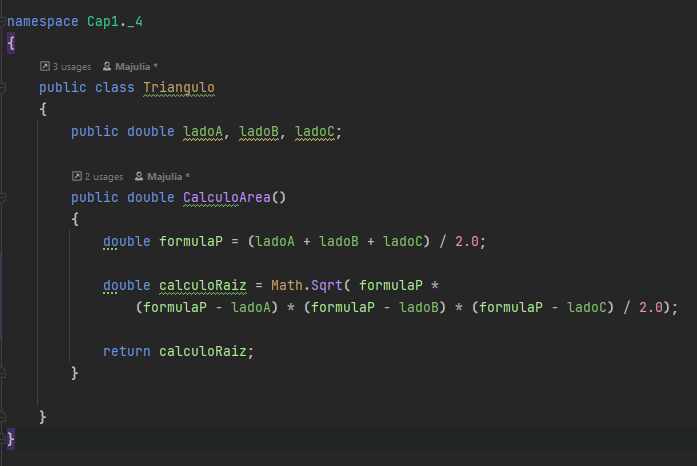 namespace Cap1._4
{
3 usages Majulia *
public class Triangulo
{
public double ladoA, ladoB, ladoC;
2 usages Majulia *
public double CalculoArea()
{
double formulaP = (ladoA + ladoB + ladoC) / 2.0;
double calculoRaiz = Math.Sqrt( formulaP *
(formulaP - ladoA) * (formulaP - ladoB) * (formulaP - ladoC) / 2.0);
return calculoRaiz;
}
}
}